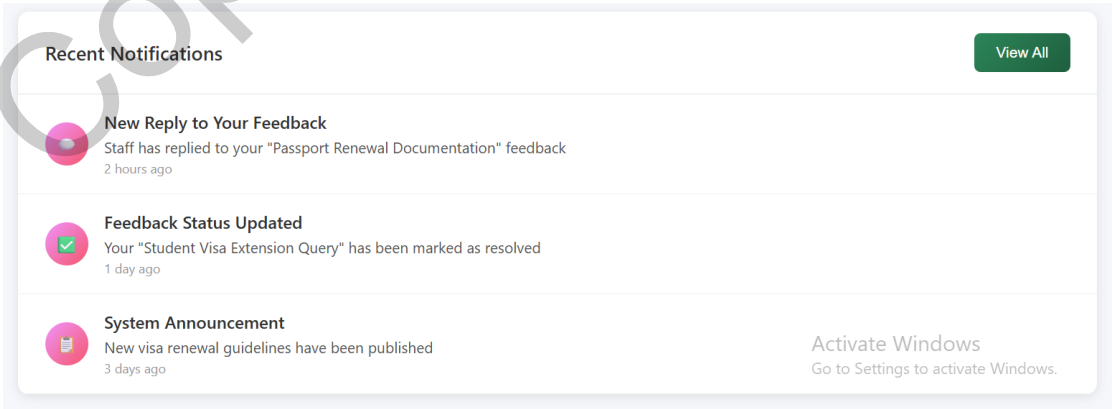 Recent Notifications
View All
New Reply to Your Feedback
Staff has replied to your "Passport Renewal Documentation" feedback
2 hours ago
Feedback Status Updated
Your "Student Visa Extension Query" has been marked as resolved
1 day ago
System Announcement
New visa renewal guidelines have been published
3 days ago
Activate Windows
Go to Settings to activate Windows.